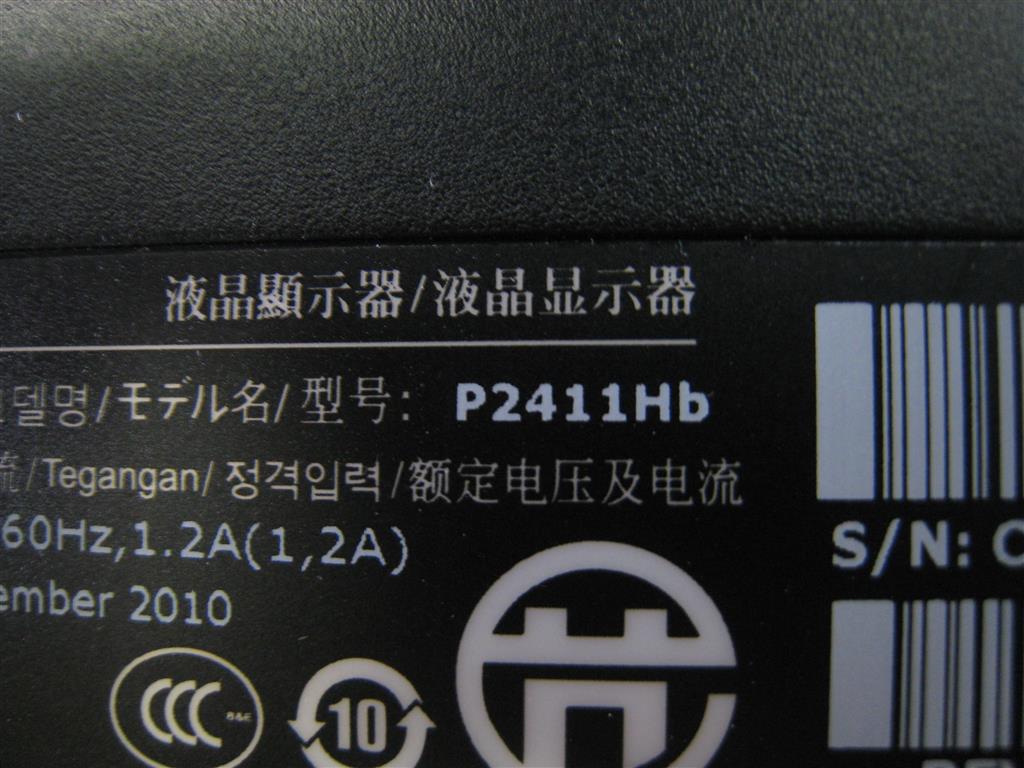 液晶顯示器/液晶显示器
델명/モデル名/ 型号: P2411Hb
流/Tegangan/ 정격입력 /额定电压及电流
60Hz,1.2A(1,2A)
ember 2010
S/N: C
CCC S&E
10